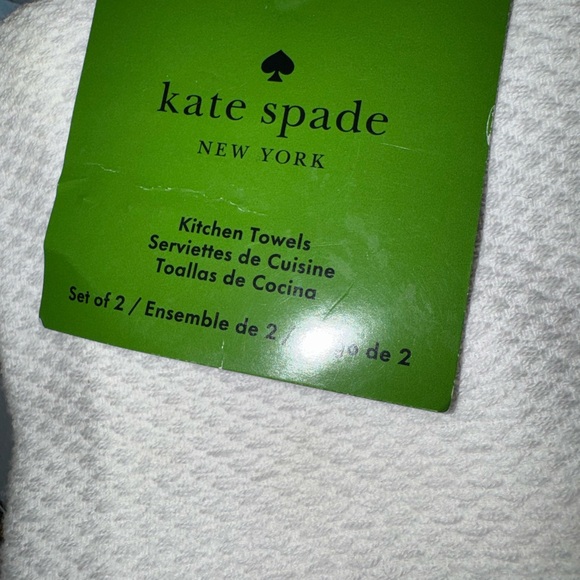 kate spade
NEW YORK
Kitchen Towels
Serviettes de Cuisine
Toallas de Cocina
Set of 2 / Ensemble de 2 / de 2